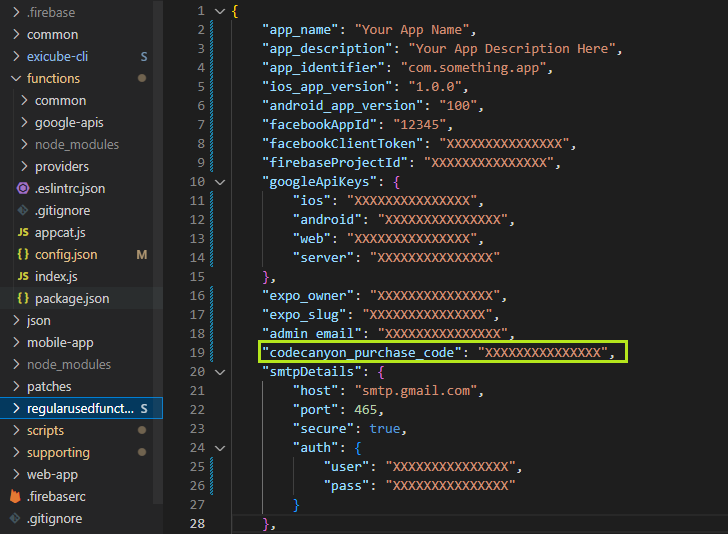 .firebase
common
exicube-cli S
functions
common
google-apis
node_modules
providers
.eslintrc.json
.gitignore
JS appcat.js
{} config.json M
JS index.js
{} package.json
json
mobile-app
node_modules
patches
regularusedfunct... S
scripts
supporting
web-app
.firebaserc
.gitignore
1 {
2 "app_name": "Your App Name",
3 "app_description": "Your App Description Here",
4 "app_identifier": "com.something.app",
5 "ios_app_version": "1.0.0",
6 "android_app_version": "100",
7 "facebookAppId": "12345",
8 "facebookClientToken": "XXXXXXXXXXXXXXX",
9 "firebaseProjectId": "XXXXXXXXXXXXXXX",
10 "googleApiKeys": {
11 "ios": "XXXXXXXXXXXXXXX",
12 "android": "XXXXXXXXXXXXXXX",
13 "web": "XXXXXXXXXXXXXXX",
14 "server": "XXXXXXXXXXXXXXX"
15 },
16 "expo_owner": "XXXXXXXXXXXXXXX",
17 "expo_slug": "XXXXXXXXXXXXXXX",
18 "admin_email": "XXXXXXXXXXXXXXX",
19 "codecanyon_purchase_code": "XXXXXXXXXXXXXXX",
20 "smtpDetails": {
21 "host": "smtp.gmail.com",
22 "port": 465,
23 "secure": true,
24 "auth": {
25 "user": "XXXXXXXXXXXXXXX",
26 "pass": "XXXXXXXXXXXXXXX"
27 }
28 },